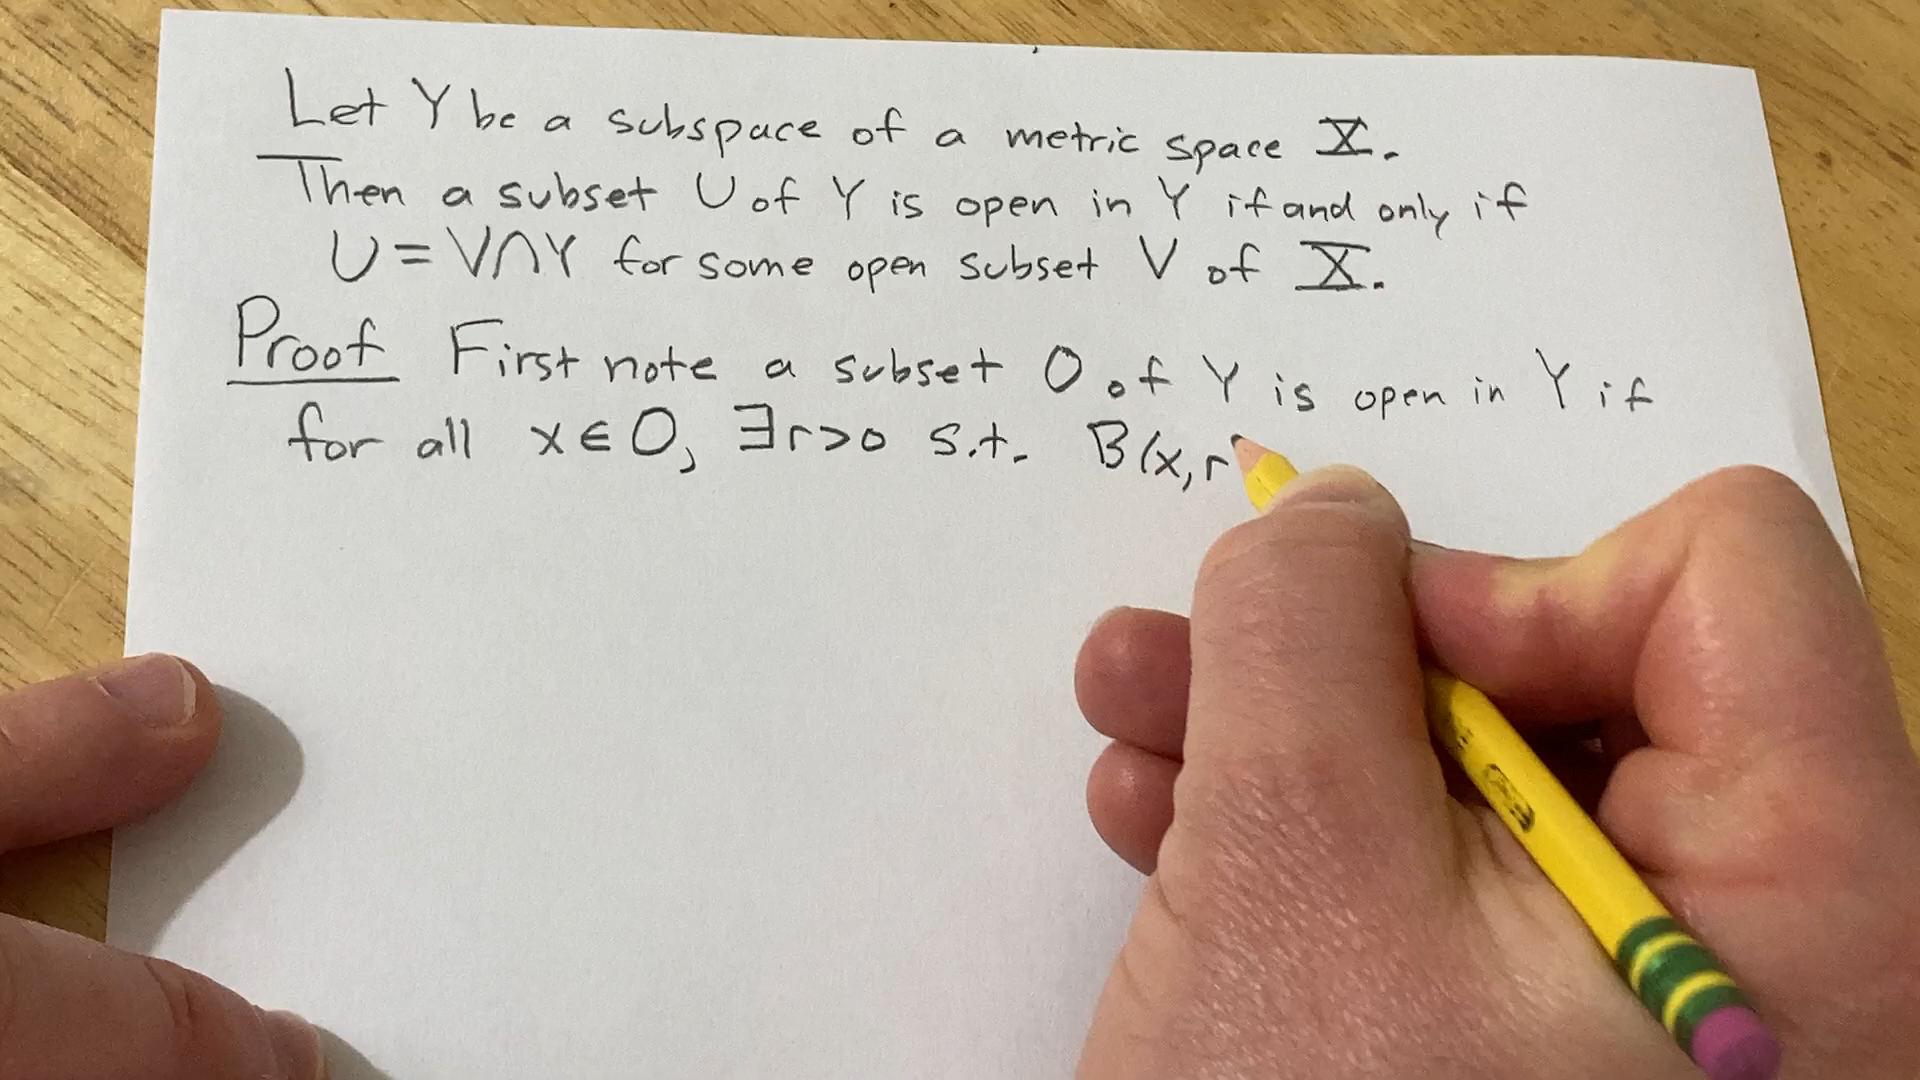 Let Y be a subspace of a metric space X.
Then a subset U of Y is open in Y if and only if
U = V∩Y for some open subset V of X.
Proof First note a subset O of Y is open in Y if
for all x ∈ O, ∃r>0 s.t. B(x,r